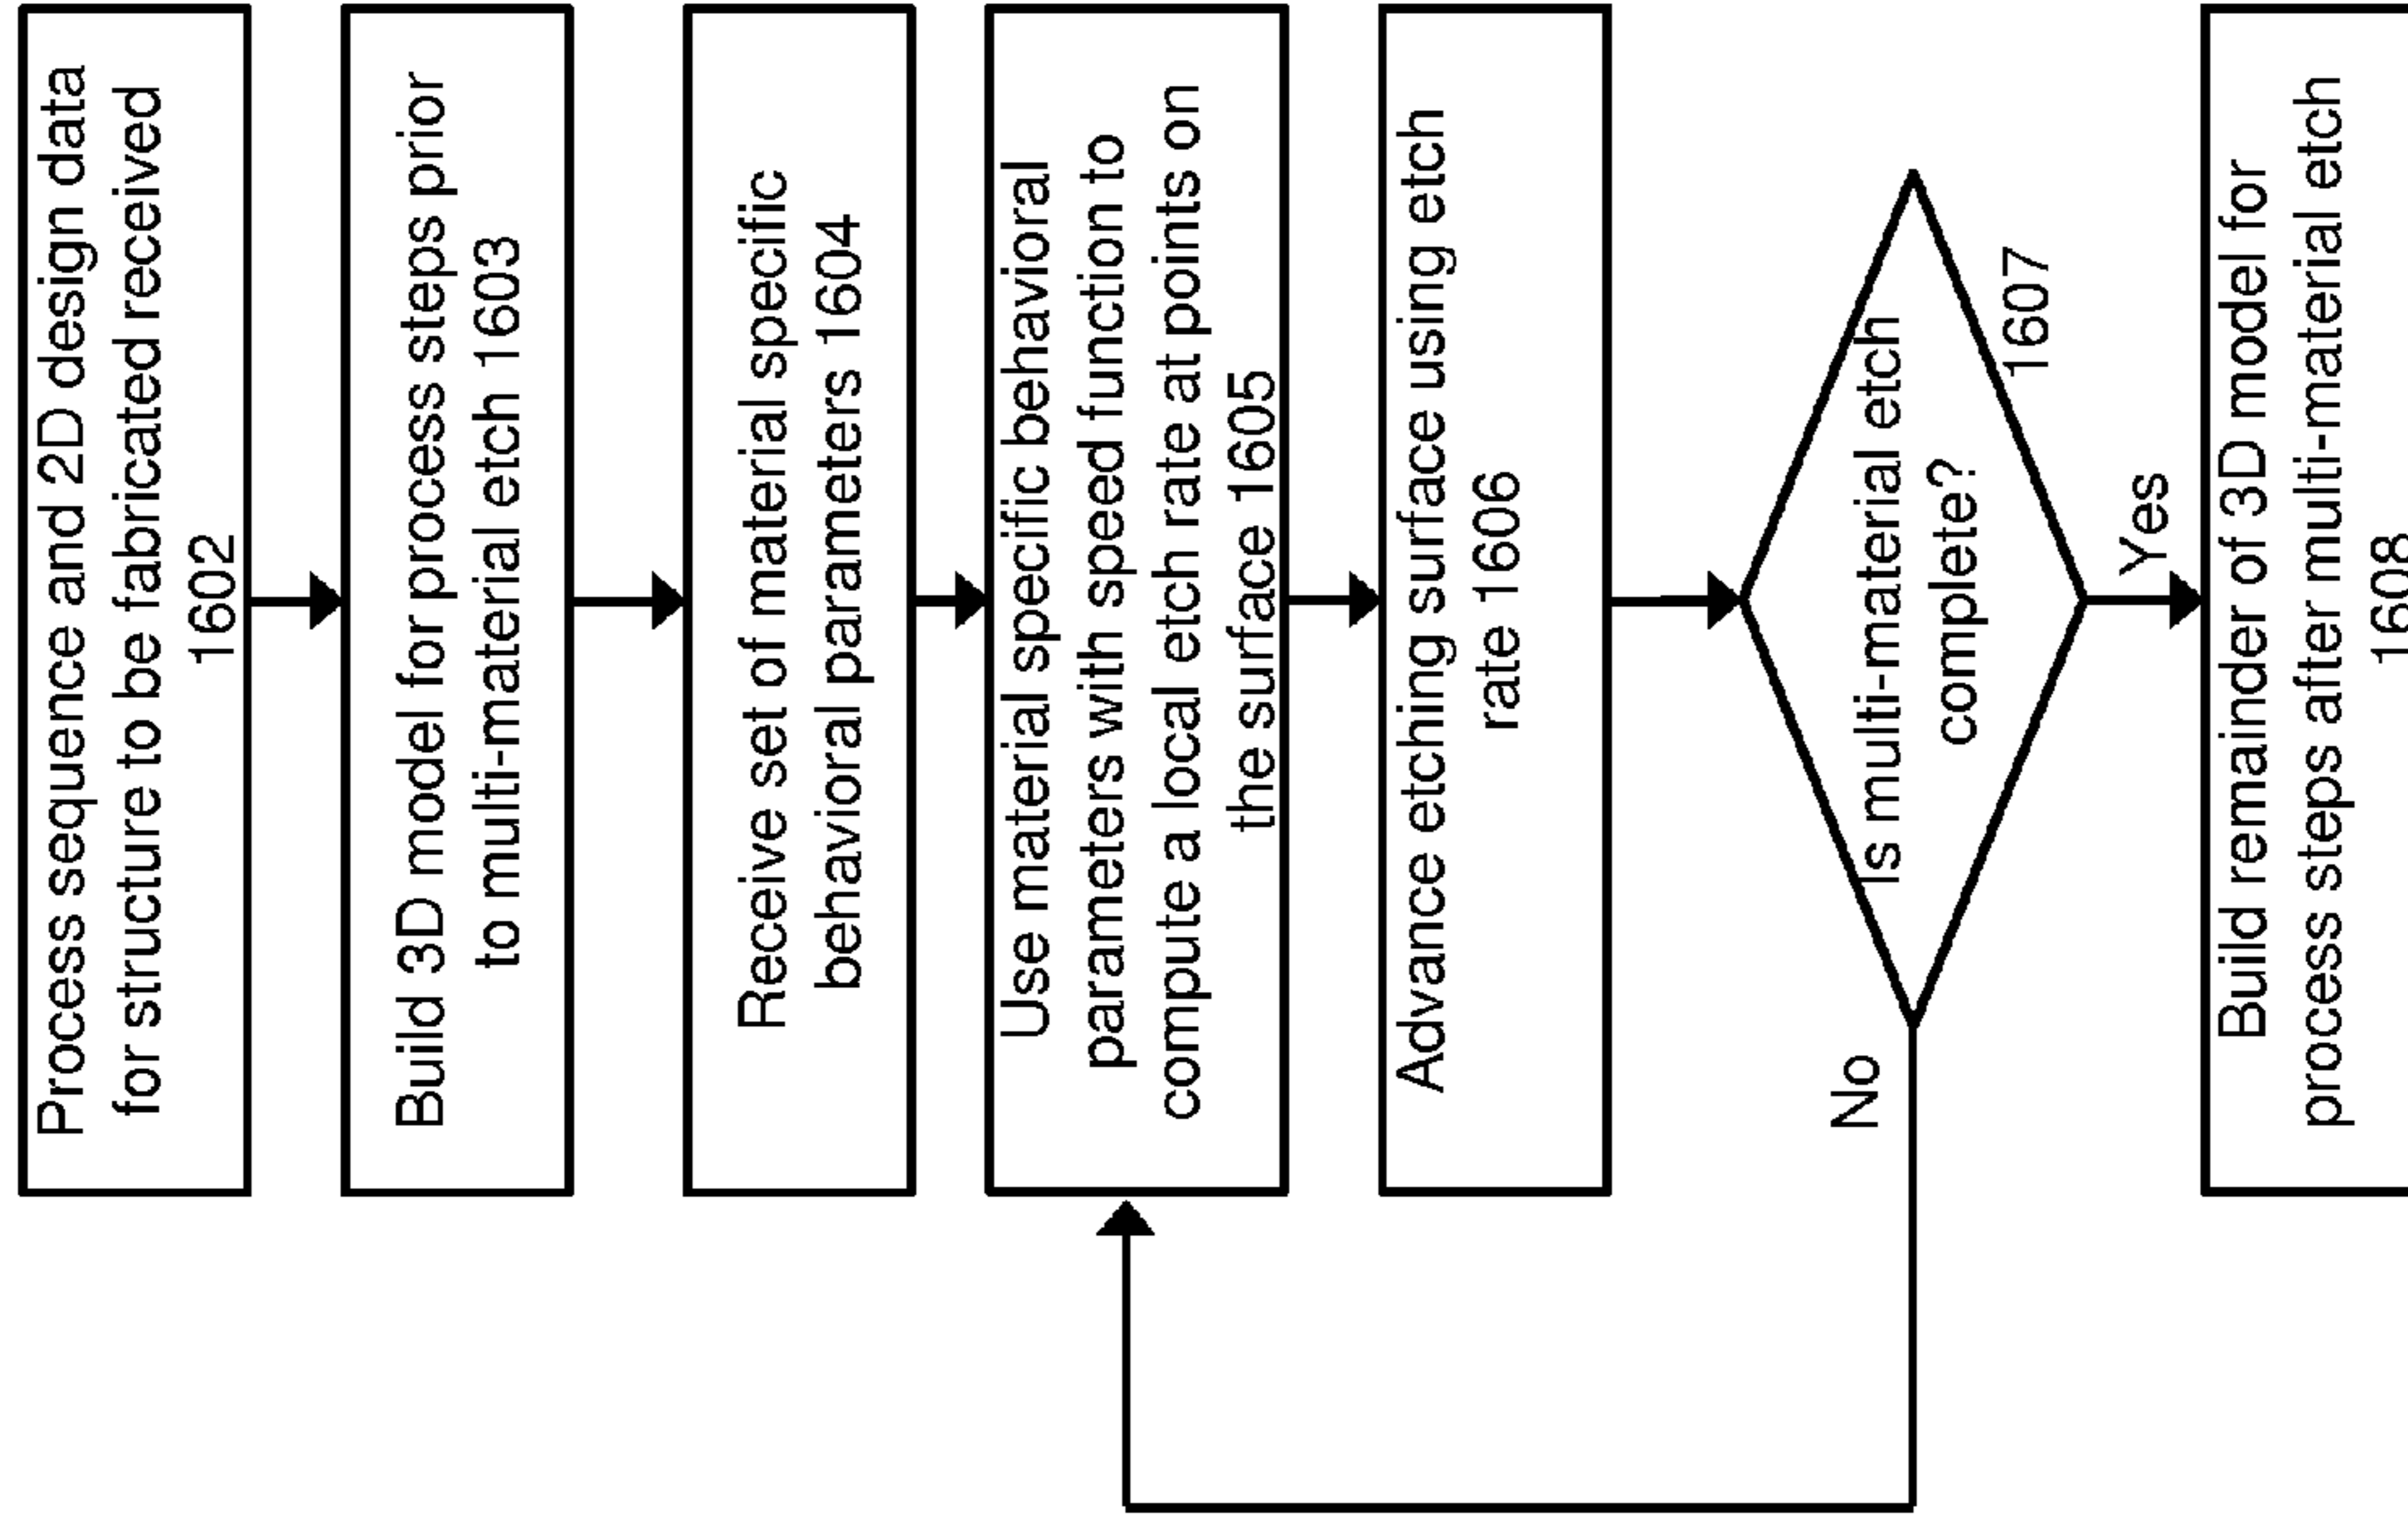 Process sequence and 2D design data
for structure to be fabricated received
1602
Build 3D model for process steps prior
to multi-material etch 1603
Receive set of material specific
behavioral parameters 1604
Use material specific behavioral
parameters with speed function to
compute a local etch rate at points on
the surface 1605
Advance etching surface using etch
rate 1606
Is multi-material etch
complete?
1607
No
Yes
Build remainder of 3D model for
process steps after multi-material etch
1608